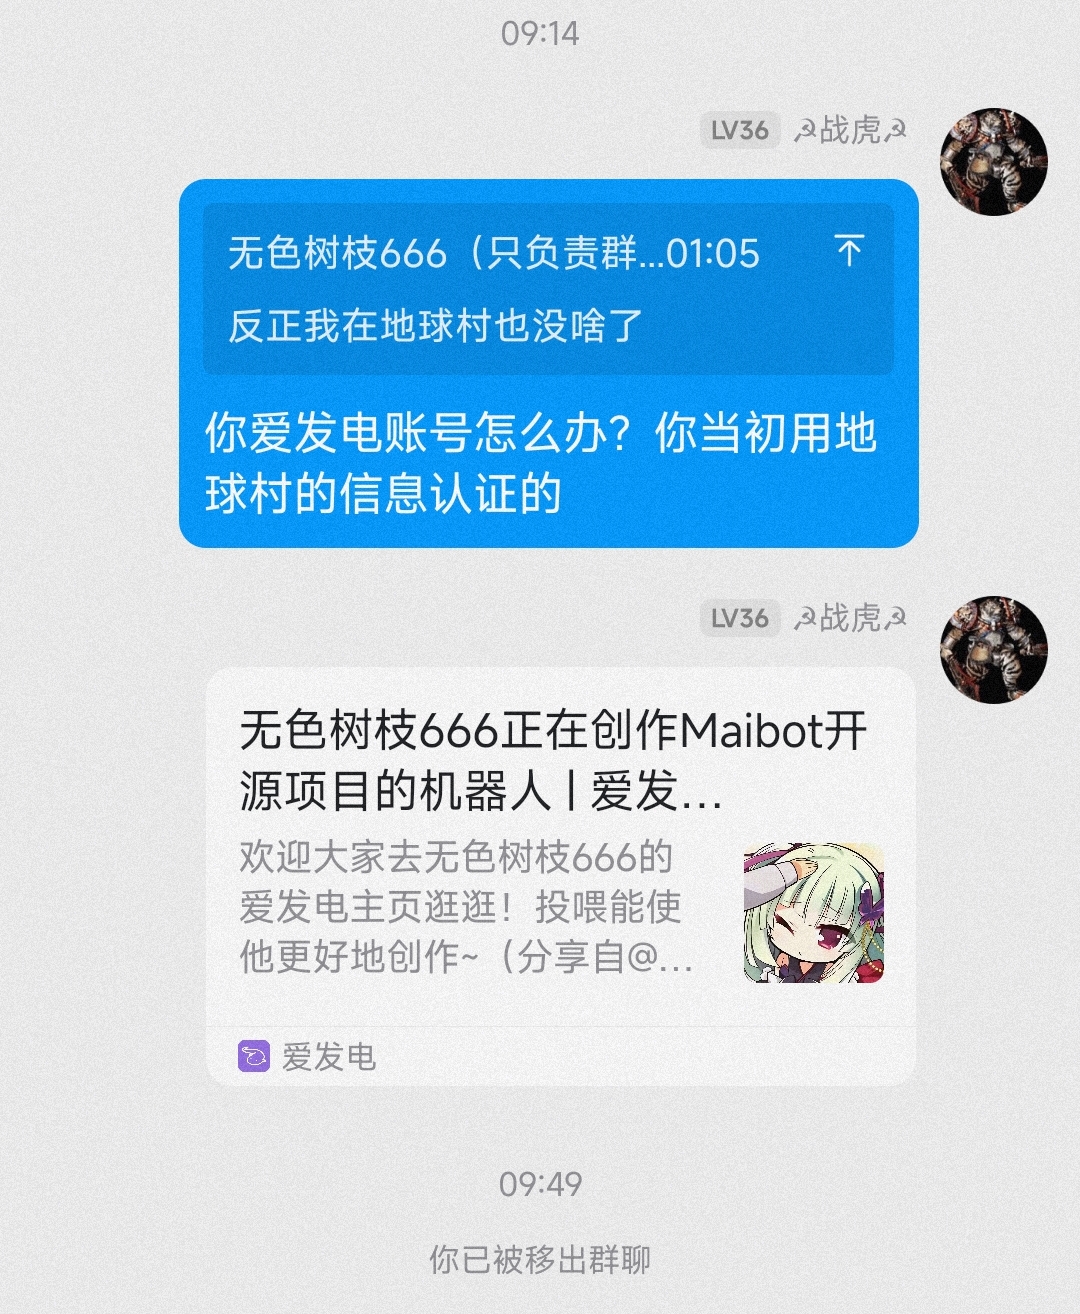 09:14
LV36 ☭战虎☭
无色树枝666（只负责群...01:05
反正我在地球村也没啥了
你爱发电账号怎么办？你当初用地
球村的信息认证的
LV36 ☭战虎☭
无色树枝666正在创作Maibot开
源项目的机器人丨爱发...
欢迎大家去无色树枝666的
爱发电主页逛逛！投喂能使
他更好地创作~（分享自@...
爱发电
09:49
你已被移出群聊